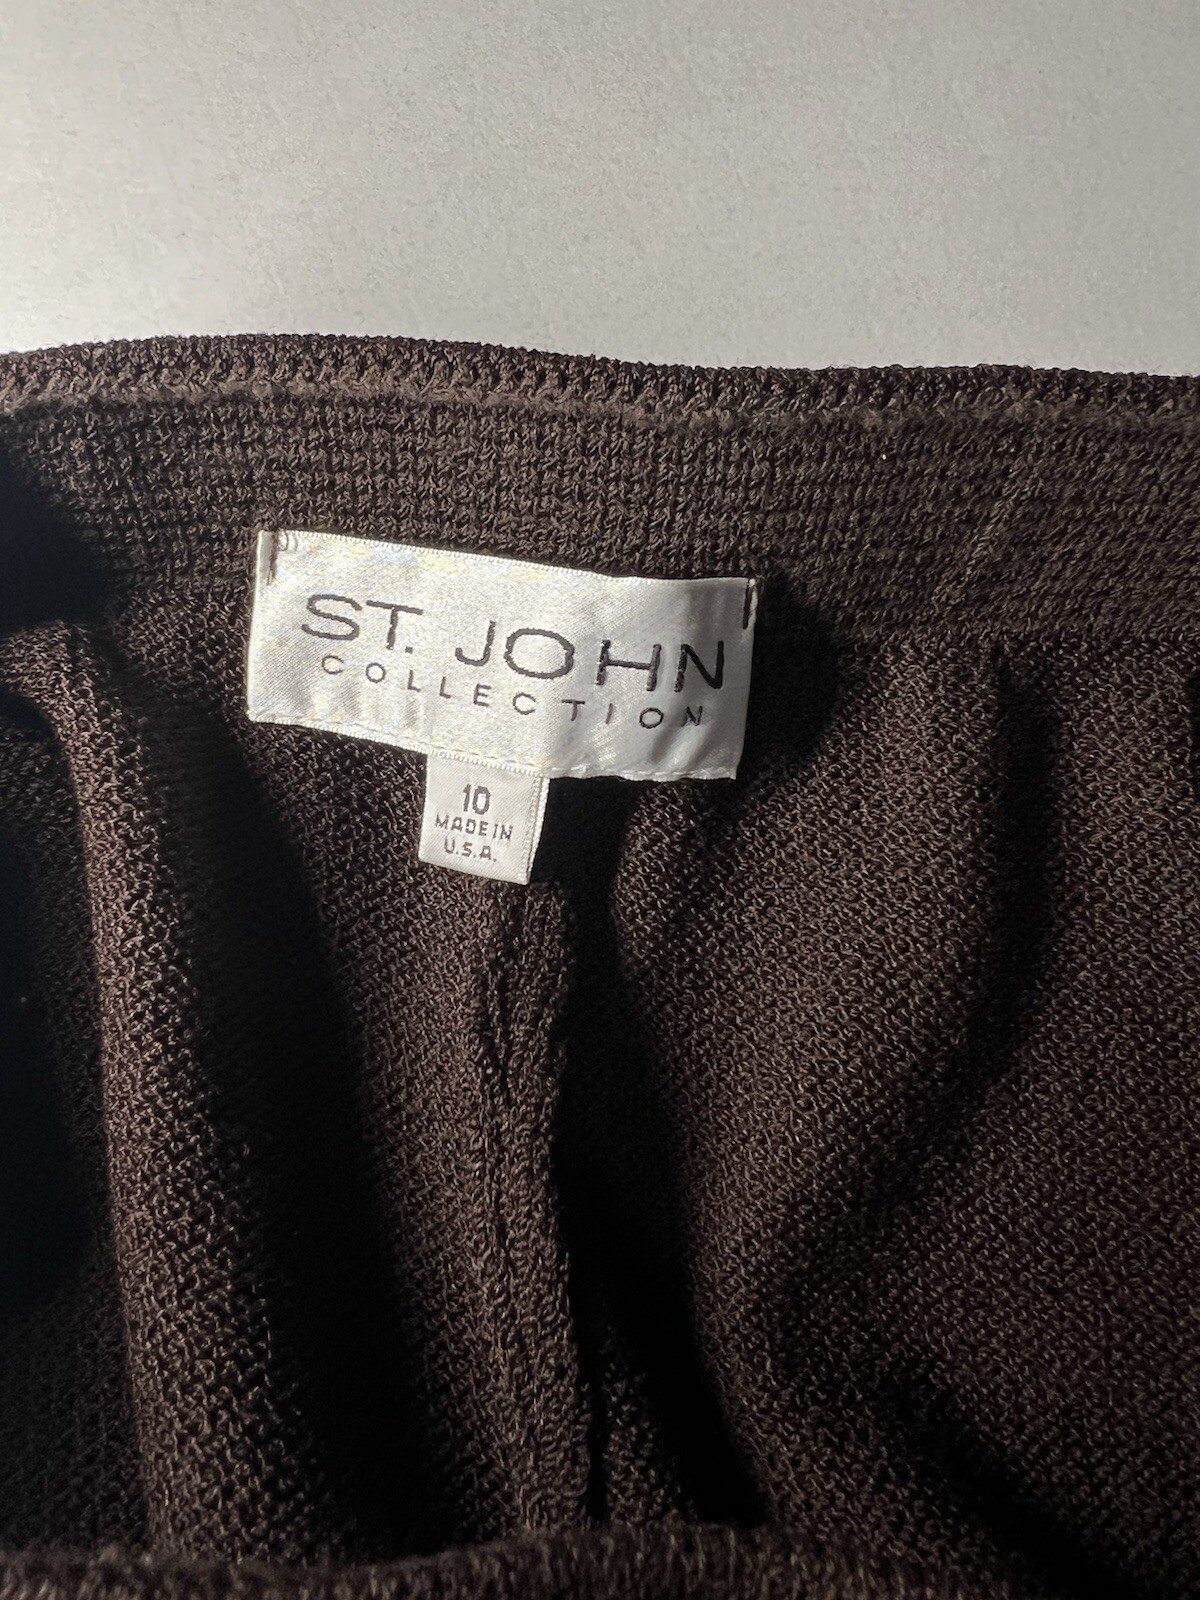 ST. JOHN
COLLECTION
10
MADE IN
U.S.A.